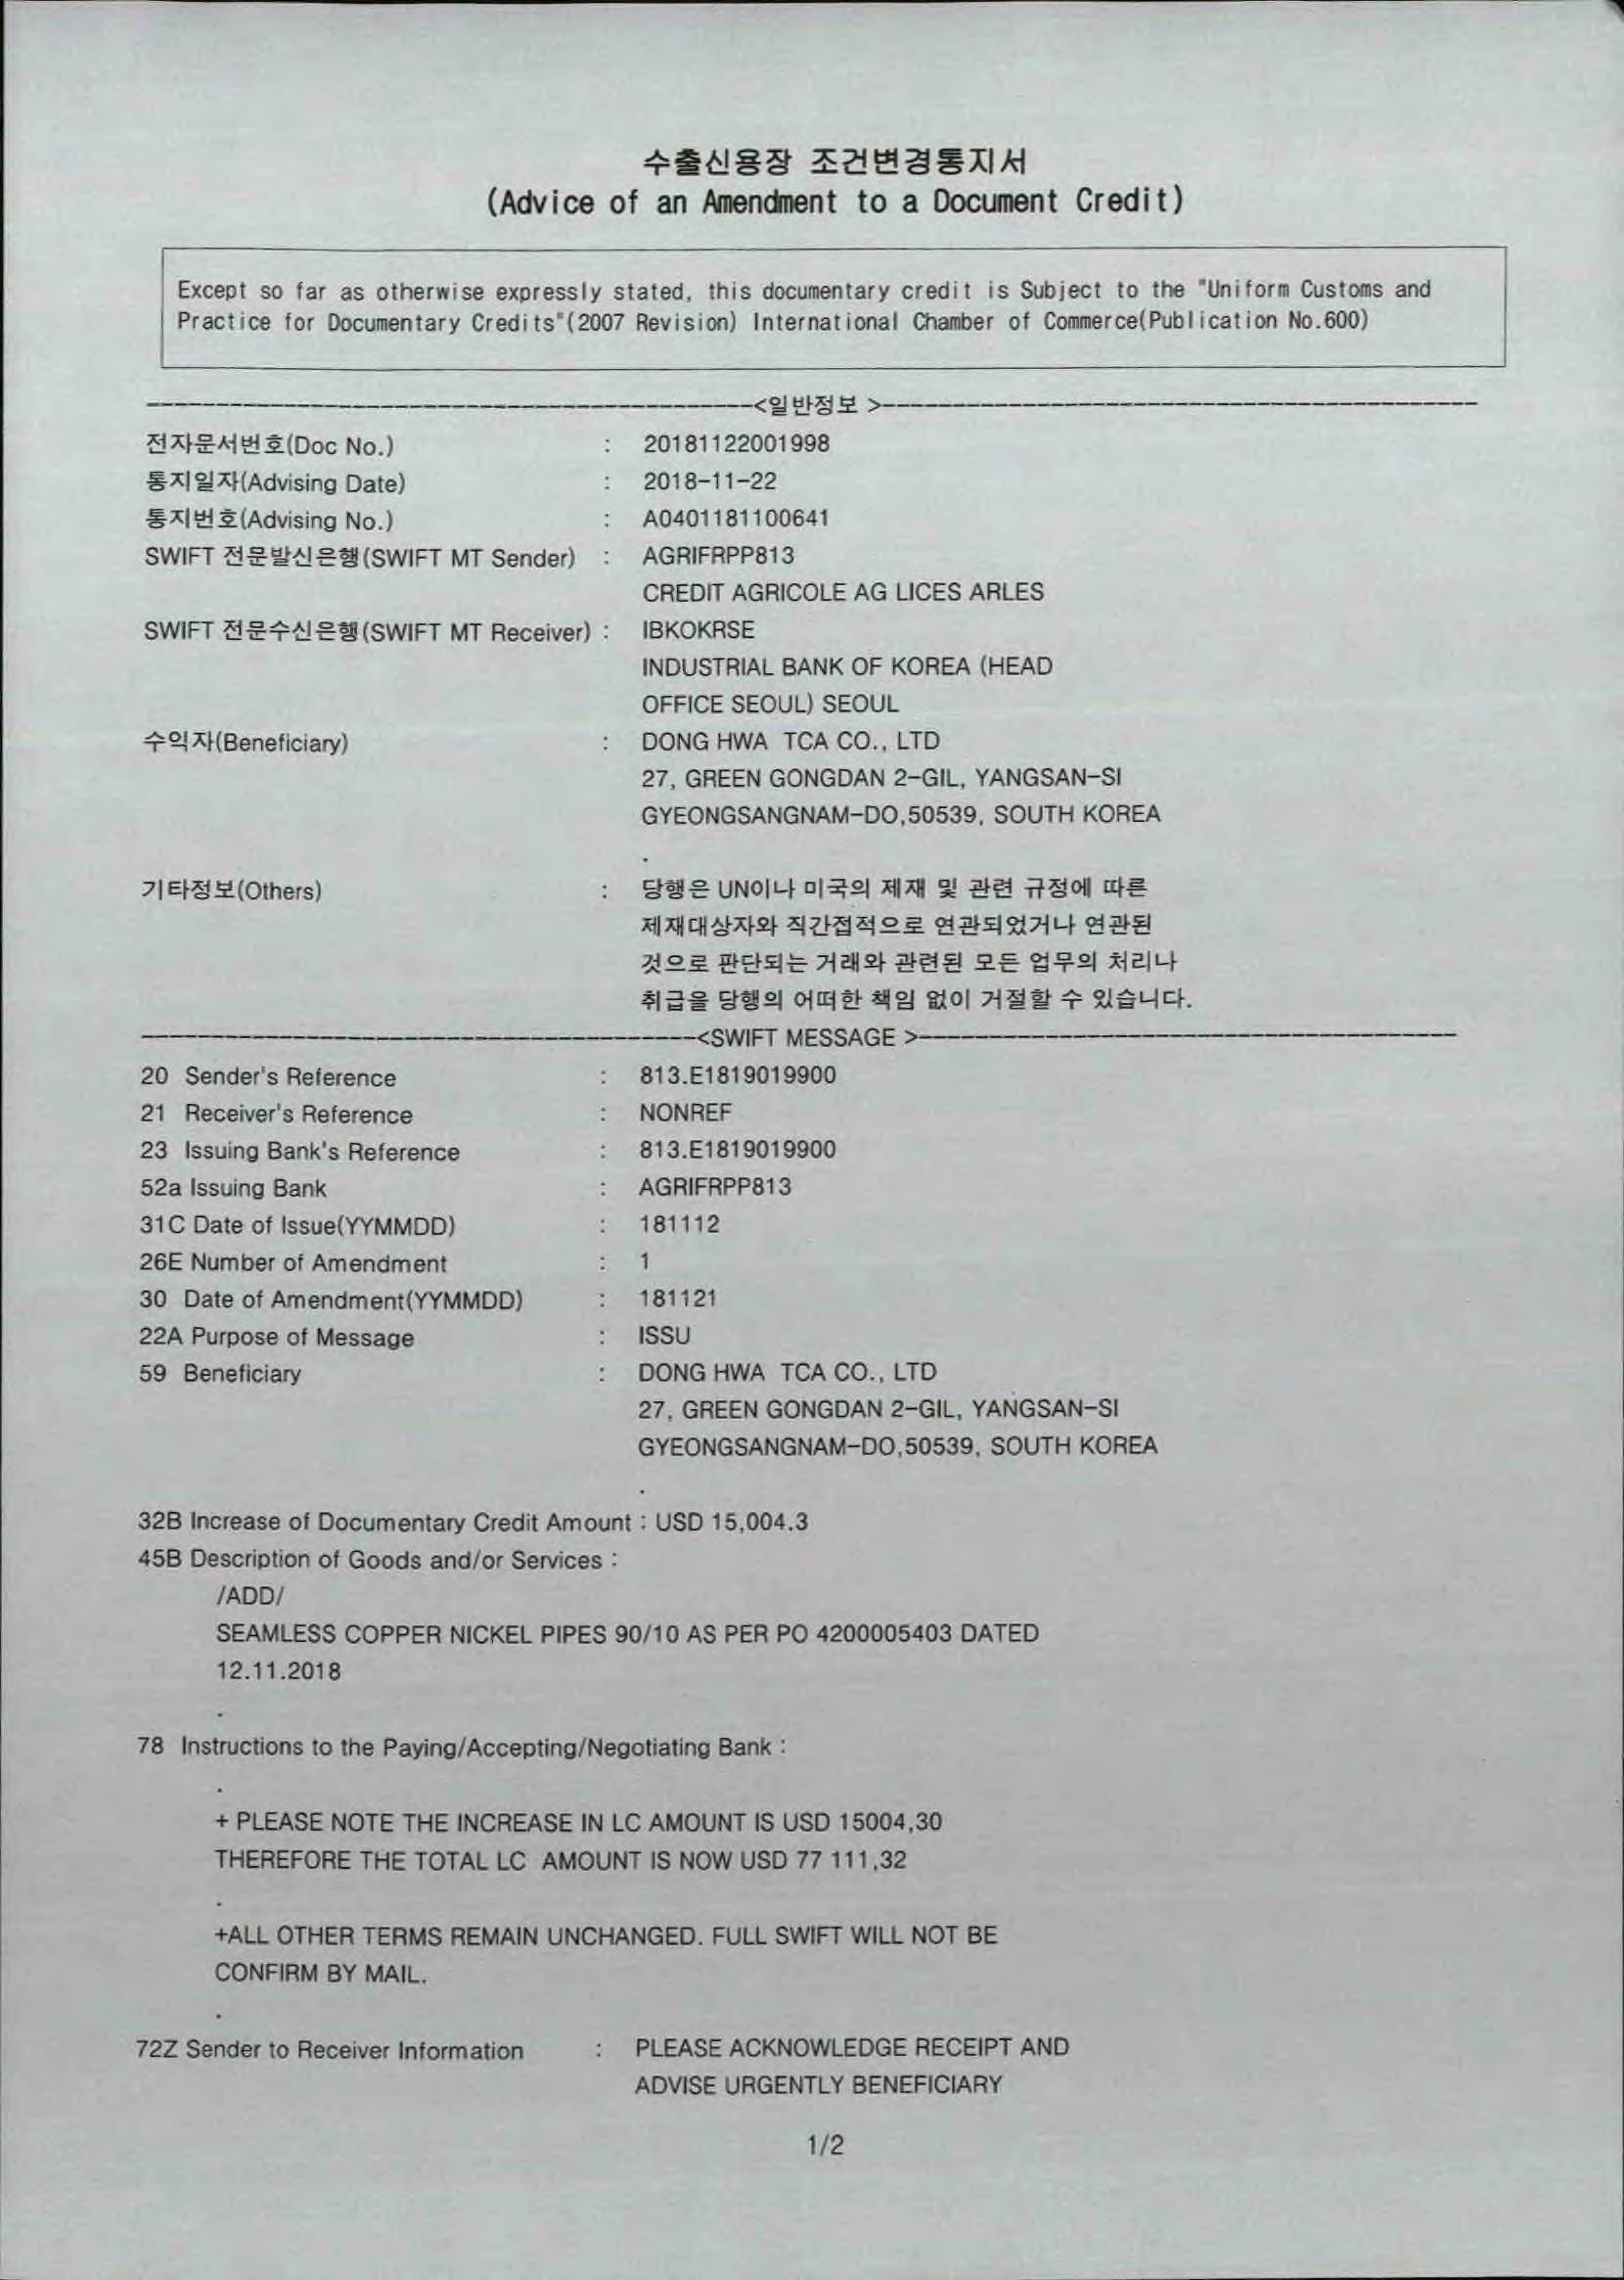 수출신용장 조건변경통지서
(Advice of an Amendment to a Document Credit)
Except so far as otherwise expressly stated, this documentary credit is Subject to the "Uniform Customs and
Practice for Documentary Credits"(2007 Revision) International Chamber of Commerce(Publication No.600)
<일반정보 >
전자문서번호(Doc No.) : 20181122001998
통지일자(Advising Date) : 2018-11-22
통지번호(Advising No.) : A0401181100641
SWIFT 전문발신은행(SWIFT MT Sender) : AGRIFRPP813
CREDIT AGRICOLE AG LICES ARLES
SWIFT 전문수신은행(SWIFT MT Receiver) : IBKOKRSE
INDUSTRIAL BANK OF KOREA (HEAD
OFFICE SEOUL) SEOUL
수익자(Beneficiary) : DONG HWA TCA CO., LTD
27, GREEN GONGDAN 2-GIL, YANGSAN-SI
GYEONGSANGNAM-DO,50539, SOUTH KOREA
.
기타정보(Others) : 당행은 UN이나 미국의 제재 및 관련 규정에 따른
제재대상자와 직간접적으로 연관되었거나 연관된
것으로 판단되는 거래와 관련된 모든 업무의 처리나
취급을 당행의 어떠한 책임 없이 거절할 수 있습니다.
<SWIFT MESSAGE >
20 Sender's Reference : 813.E1819019900
21 Receiver's Reference : NONREF
23 Issuing Bank's Reference : 813.E1819019900
52a Issuing Bank : AGRIFRPP813
31C Date of Issue(YYMMDD) : 181112
26E Number of Amendment : 1
30 Date of Amendment(YYMMDD) : 181121
22A Purpose of Message : ISSU
59 Beneficiary : DONG HWA TCA CO., LTD
27, GREEN GONGDAN 2-GIL, YANGSAN-SI
GYEONGSANGNAM-DO,50539, SOUTH KOREA
.
32B Increase of Documentary Credit Amount : USD 15,004.3
45B Description of Goods and/or Services :
/ADD/
SEAMLESS COPPER NICKEL PIPES 90/10 AS PER PO 4200005403 DATED
12.11.2018
.
78 Instructions to the Paying/Accepting/Negotiating Bank :
.
+ PLEASE NOTE THE INCREASE IN LC AMOUNT IS USD 15004,30
THEREFORE THE TOTAL LC AMOUNT IS NOW USD 77 111,32
.
+ALL OTHER TERMS REMAIN UNCHANGED. FULL SWIFT WILL NOT BE
CONFIRM BY MAIL.
.
72Z Sender to Receiver Information : PLEASE ACKNOWLEDGE RECEIPT AND
ADVISE URGENTLY BENEFICIARY
1/2